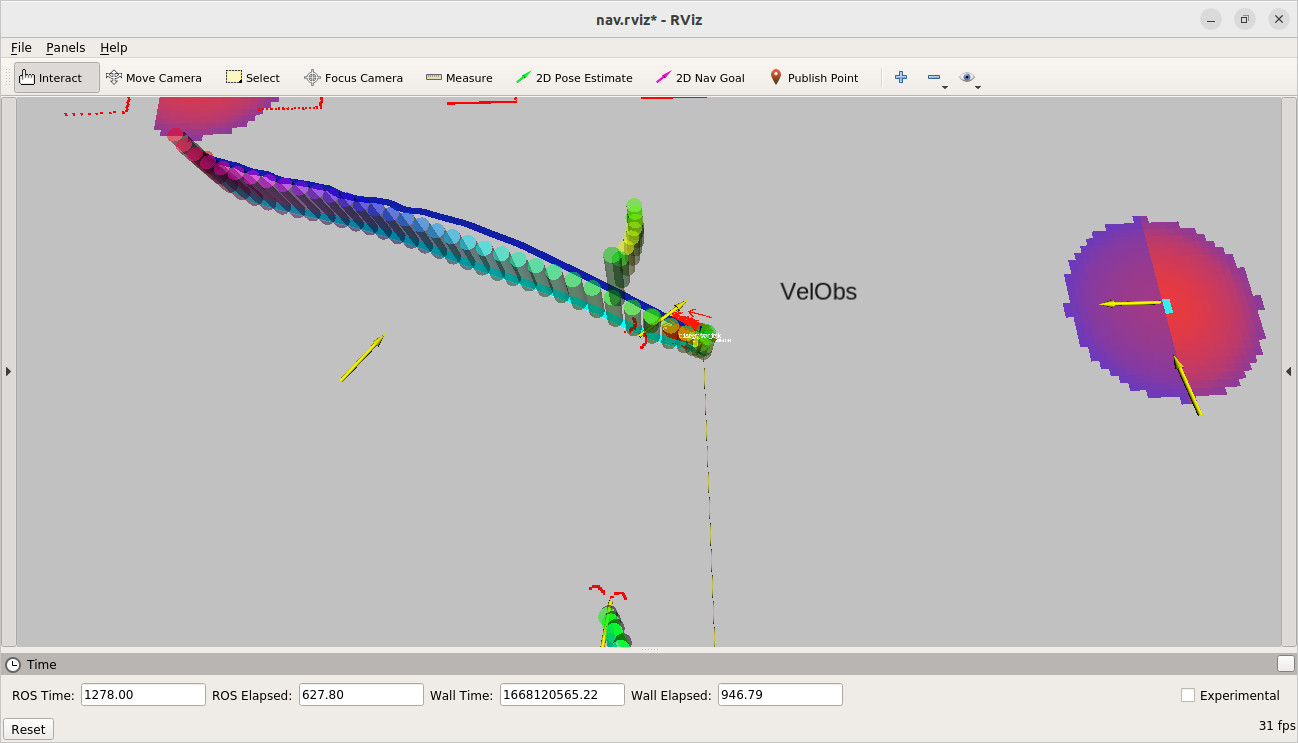 nav.rviz* - RViz
File Panels Help
Interact Move Camera Select Focus Camera Measure 2D Pose Estimate 2D Nav Goal Publish Point
VelObs
Time
ROS Time: 1278.00 ROS Elapsed: 627.80 Wall Time: 1668120565.22 Wall Elapsed: 946.79 Experimental
Reset 31 fps